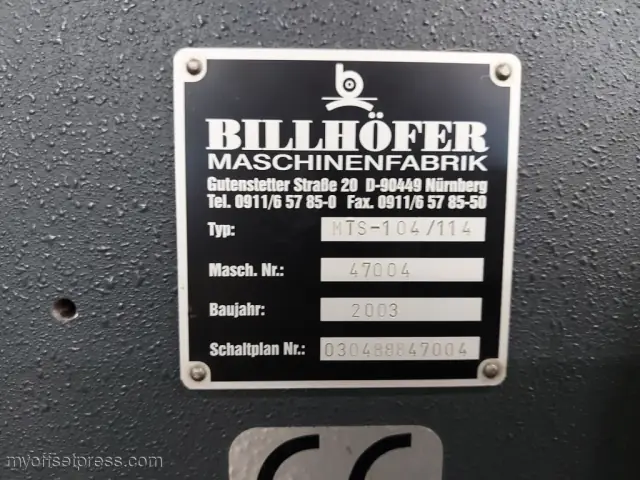 b
BILLHÖFER
MASCHINENFABRIK
Gutenstetter Straße 20 D-90449 Nürnberg
Tel. 0911/6 57 85-0 Fax. 0911/6 57 85-50
Typ: MTS-104/114
Masch. Nr.: 47004
Baujahr: 2003
Schaltplan Nr.: 030488847004
CE
myoffsetpress.com